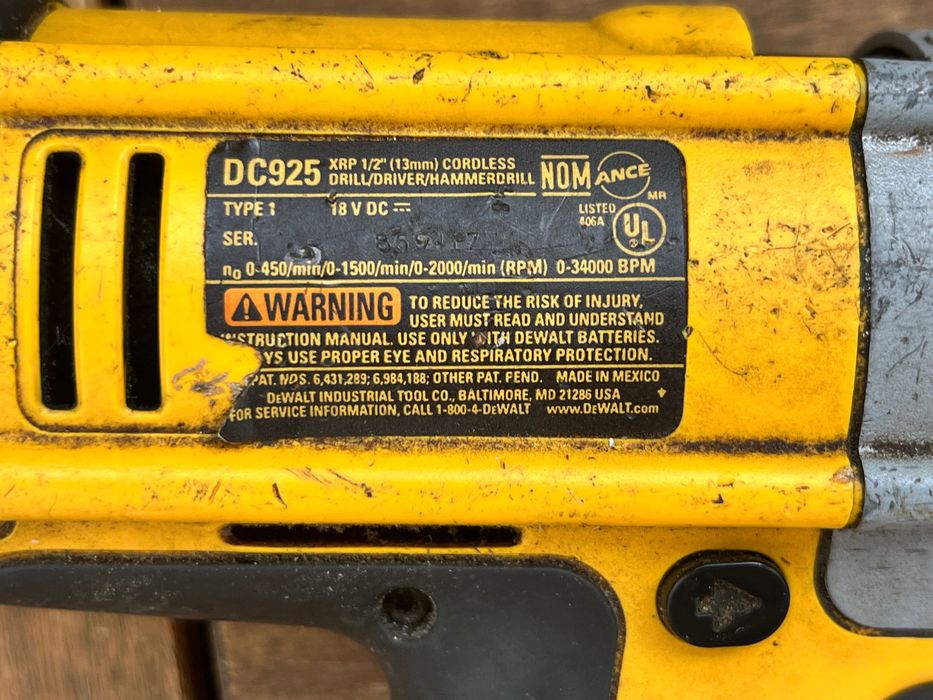 DC925 XRP 1/2" (13mm) CORDLESS
DRILL/DRIVER/HAMMERDRILL
NOM ANCE MR
TYPE 1 18 V DC ⎓
LISTED
406A
UL
SER.
n₀ 0-450/min/0-1500/min/0-2000/min (RPM) 0-34000 BPM
WARNING TO REDUCE THE RISK OF INJURY,
USER MUST READ AND UNDERSTAND
INSTRUCTION MANUAL. USE ONLY WITH DEWALT BATTERIES.
USE PROPER EYE AND RESPIRATORY PROTECTION.
PAT. NOS. 6,431,289; 6,984,188; OTHER PAT. PEND. MADE IN MEXICO
DEWALT INDUSTRIAL TOOL CO., BALTIMORE, MD 21286 USA
FOR SERVICE INFORMATION, CALL 1-800-4-DEWALT www.DEWALT.com